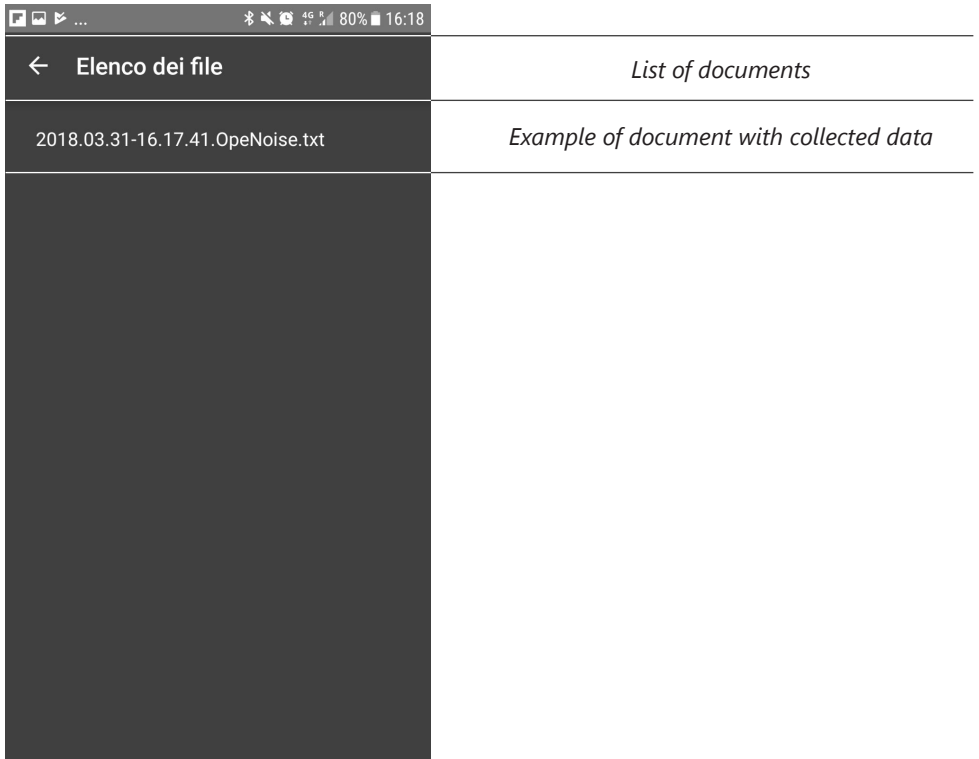 ... 4G R 80% 16:18
Elenco dei file
List of documents
2018.03.31-16.17.41.OpeNoise.txt
Example of document with collected data